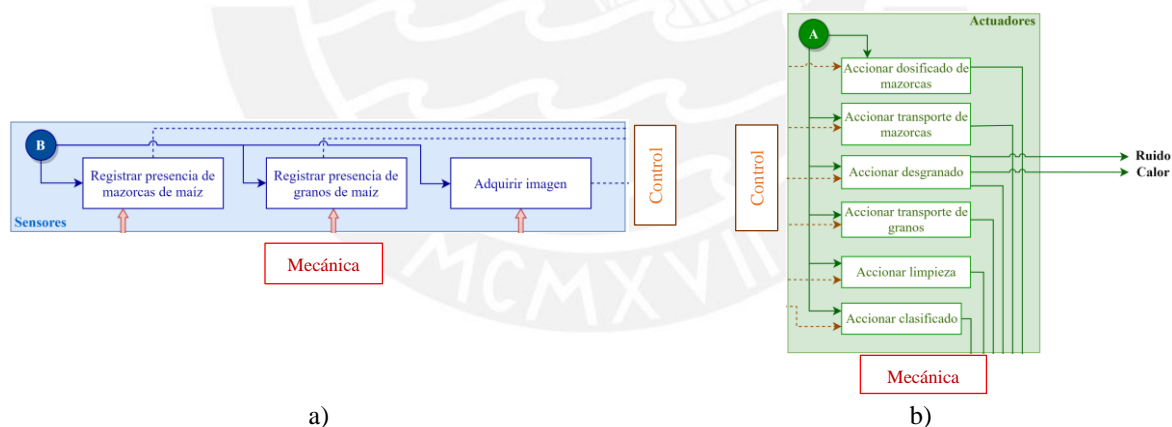 B
Registrar presencia de
mazorcas de maíz
Registrar presencia de
granos de maíz
Adquirir imagen
Sensores
Control
Mecánica
a)
Actuadores
A
Accionar dosificado de
mazorcas
Accionar transporte de
mazorcas
Accionar desgranado
Accionar transporte de
granos
Accionar limpieza
Accionar clasificado
Control
Ruido
Calor
Mecánica
b)
MCMXVII